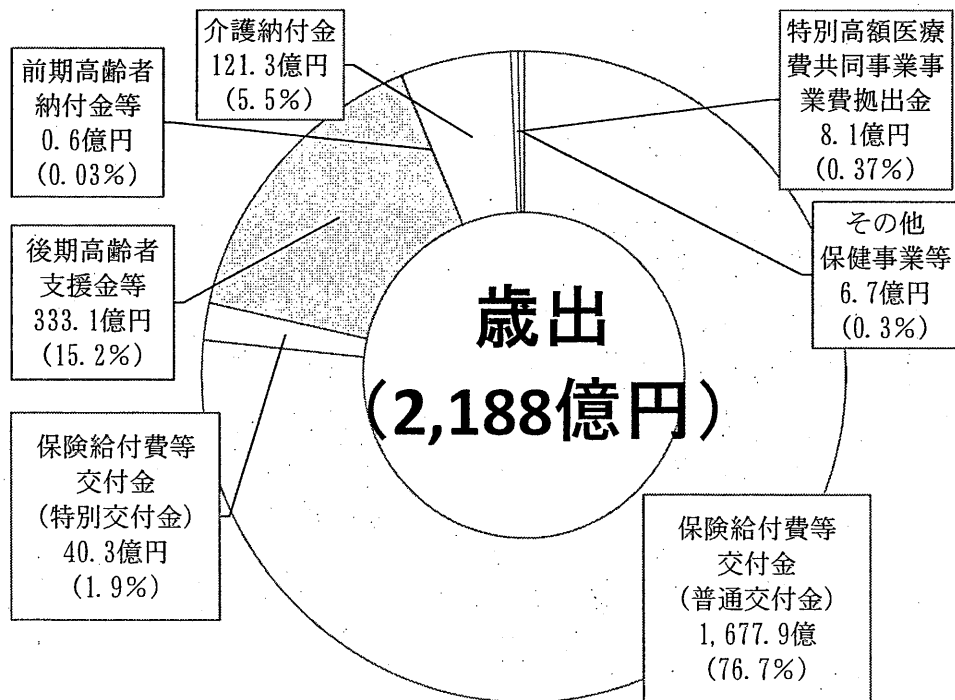 介護納付金
121.3億円
(5.5%)
特別高額医療
費共同事業事
業費拠出金
8.1億円
(0.37%)
前期高齢者
納付金等
0.6億円
(0.03%)
その他
保健事業等
6.7億円
(0.3%)
後期高齢者
支援金等
333.1億円
(15.2%)
歳出
(2,188億円)
保険給付費等
交付金
(特別交付金)
40.3億円
(1.9%)
保険給付費等
交付金
(普通交付金)
1,677.9億
(76.7%)